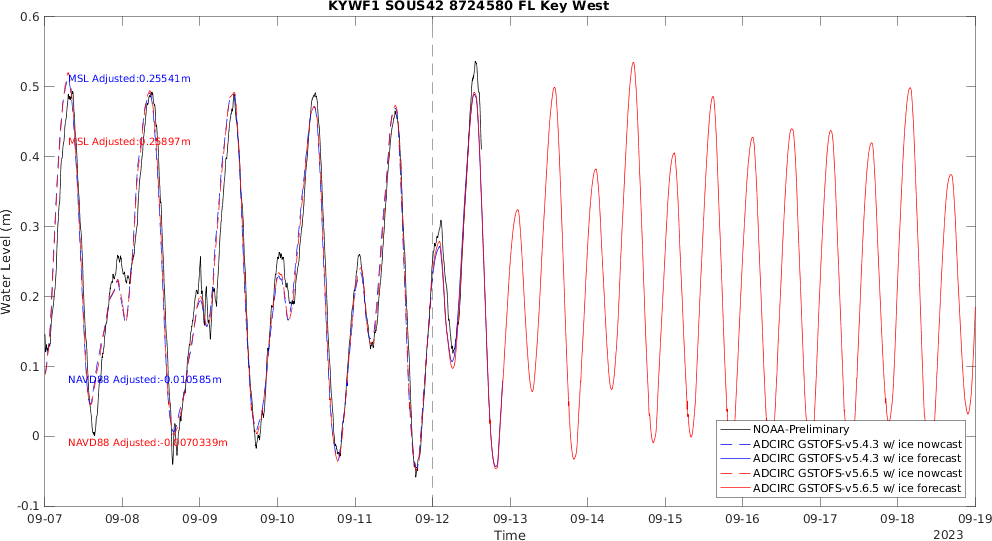 KYWF1 SOUS42 8724580 FL Key West
0.6
0.5
0.4
0.3
0.2
0.1
0
-0.1
Water Level (m)
MSL Adjusted:0.25541m
MSL Adjusted:0.25897m
NAVD88 Adjusted:-0.010585m
NAVD88 Adjusted:-0.0070339m
NOAA-Preliminary
ADCIRC GSTOFS-v5.4.3 w/ ice nowcast
ADCIRC GSTOFS-v5.4.3 w/ ice forecast
ADCIRC GSTOFS-v5.6.5 w/ ice nowcast
ADCIRC GSTOFS-v5.6.5 w/ ice forecast
09-07 09-08 09-09 09-10 09-11 09-12 09-13 09-14 09-15 09-16 09-17 09-18 09-19
Time
2023